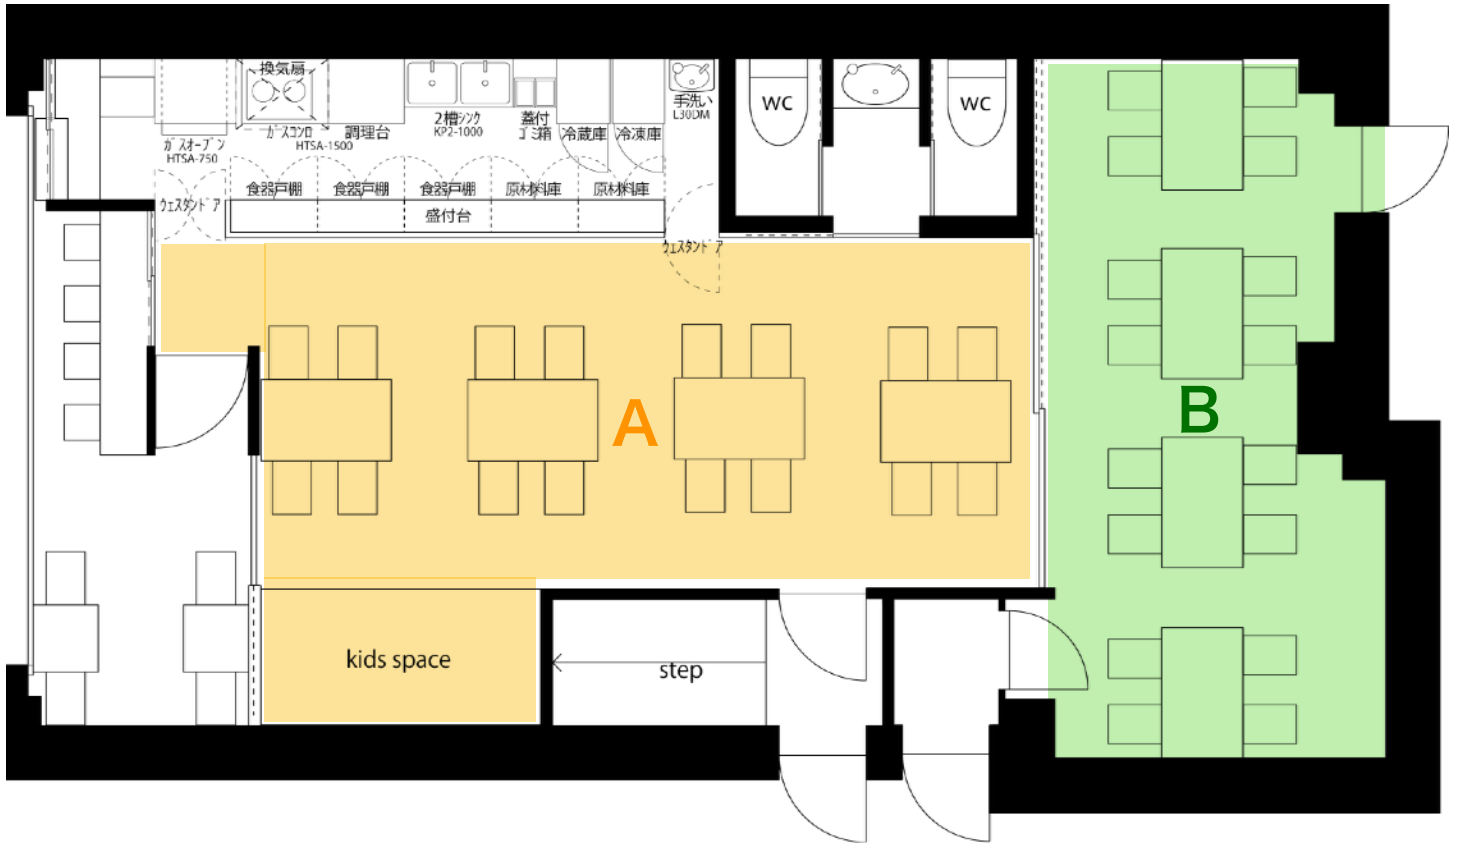 換気扇
ガスオーブン
HTSA-750
ガスコンロ
HTSA-1500
調理台
2槽シンク
KP2-1000
蓋付
ゴミ箱
冷蔵庫
冷凍庫
手洗い
L30DM
WC
WC
食器戸棚
食器戸棚
食器戸棚
原材料庫
原材料庫
ウェスタンドア
盛付台
ウェスタンドア
A
B
kids space
step